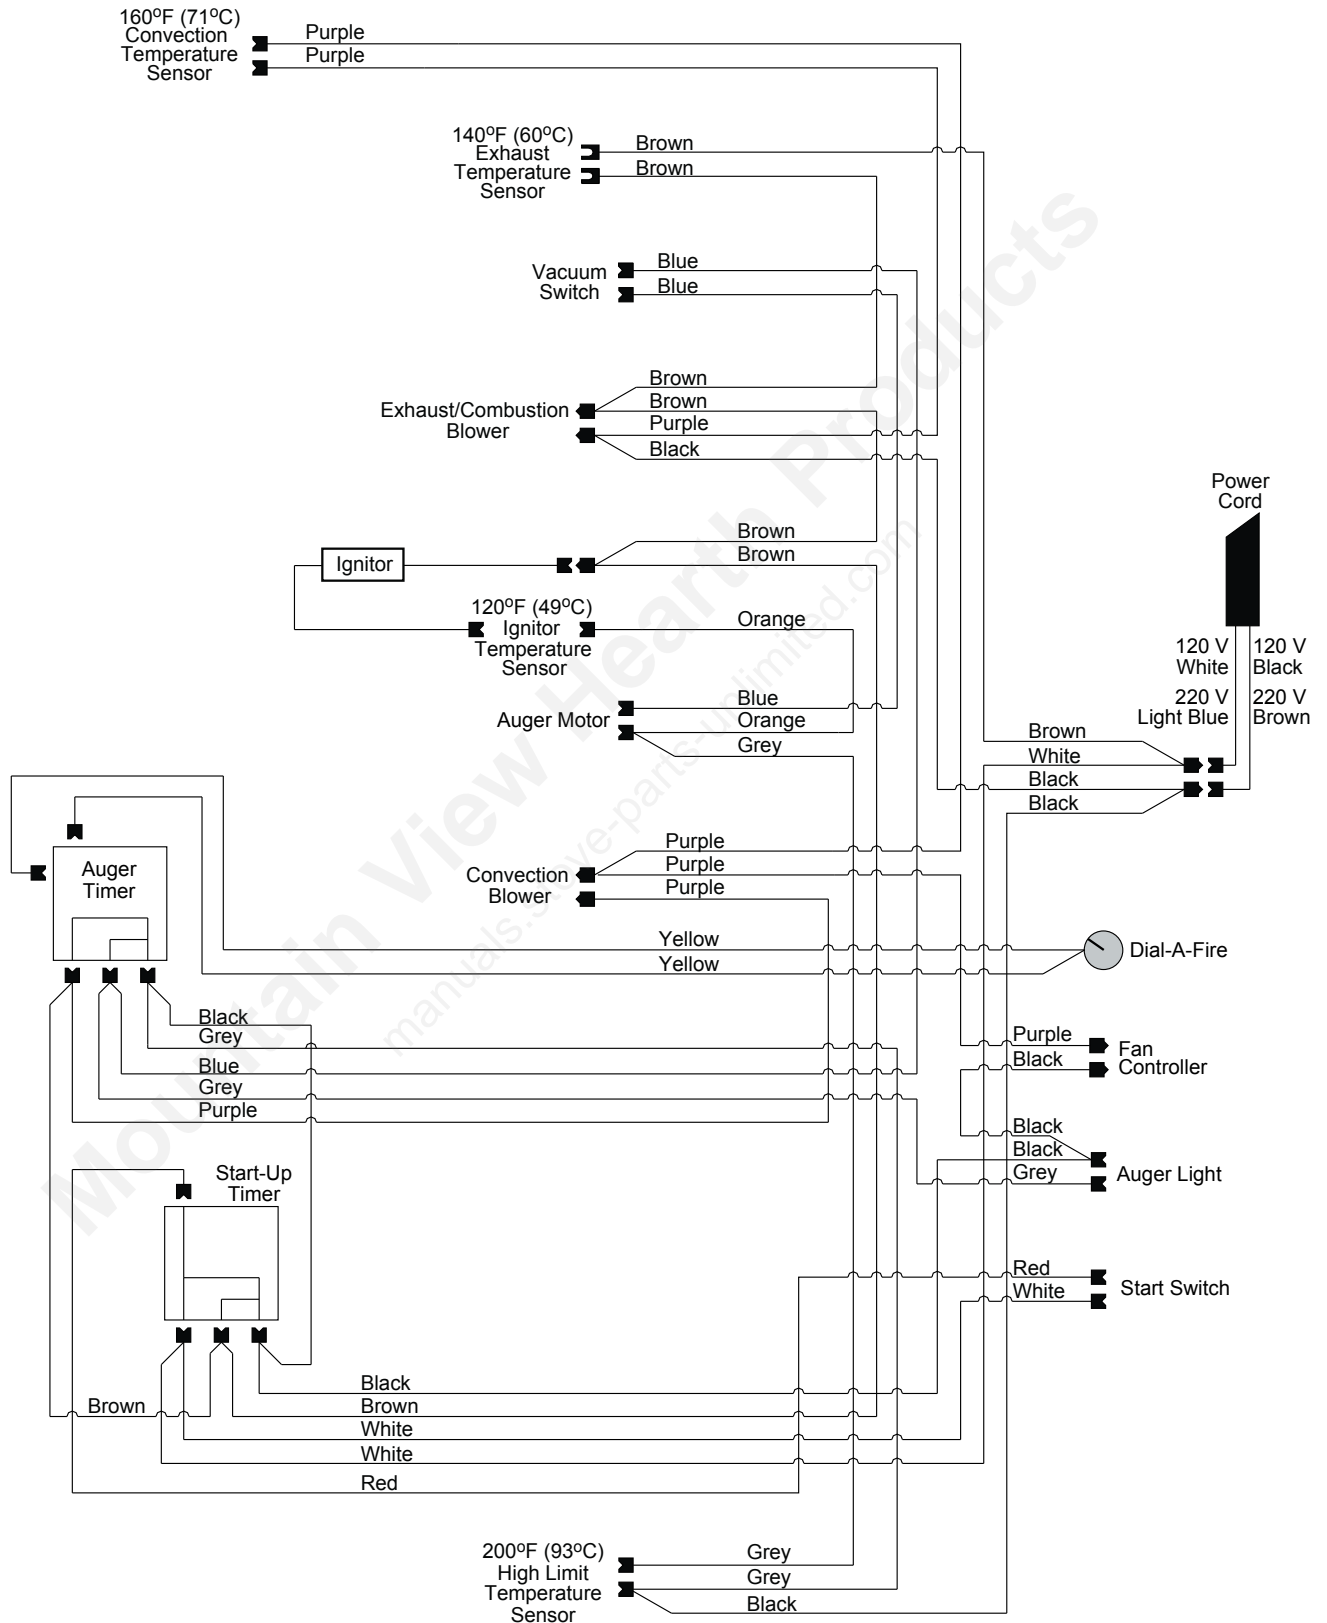 160ºF (71ºC)
Convection
Temperature
Sensor
Purple
Purple
140ºF (60ºC)
Exhaust
Temperature
Sensor
Brown
Brown
Vacuum
Switch
Blue
Blue
Exhaust/Combustion
Blower
Brown
Brown
Purple
Black
Power
Cord
Ignitor
Brown
Brown
120ºF (49ºC)
Ignitor
Temperature
Sensor
Orange
120 V
White
120 V
Black
220 V
Light Blue
220 V
Brown
Auger Motor
Blue
Orange
Grey
Brown
White
Black
Black
Auger
Timer
Convection
Blower
Purple
Purple
Purple
Yellow
Yellow
Dial-A-Fire
Black
Grey
Blue
Grey
Purple
Purple
Black
Fan
Controller
Black
Black
Grey
Auger Light
Start-Up
Timer
Red
White
Start Switch
Black
Brown
Brown
White
White
Red
200ºF (93ºC)
High Limit
Temperature
Sensor
Grey
Grey
Black
Mountain View Hearth Products
manuals.stove-parts-unlimited.com